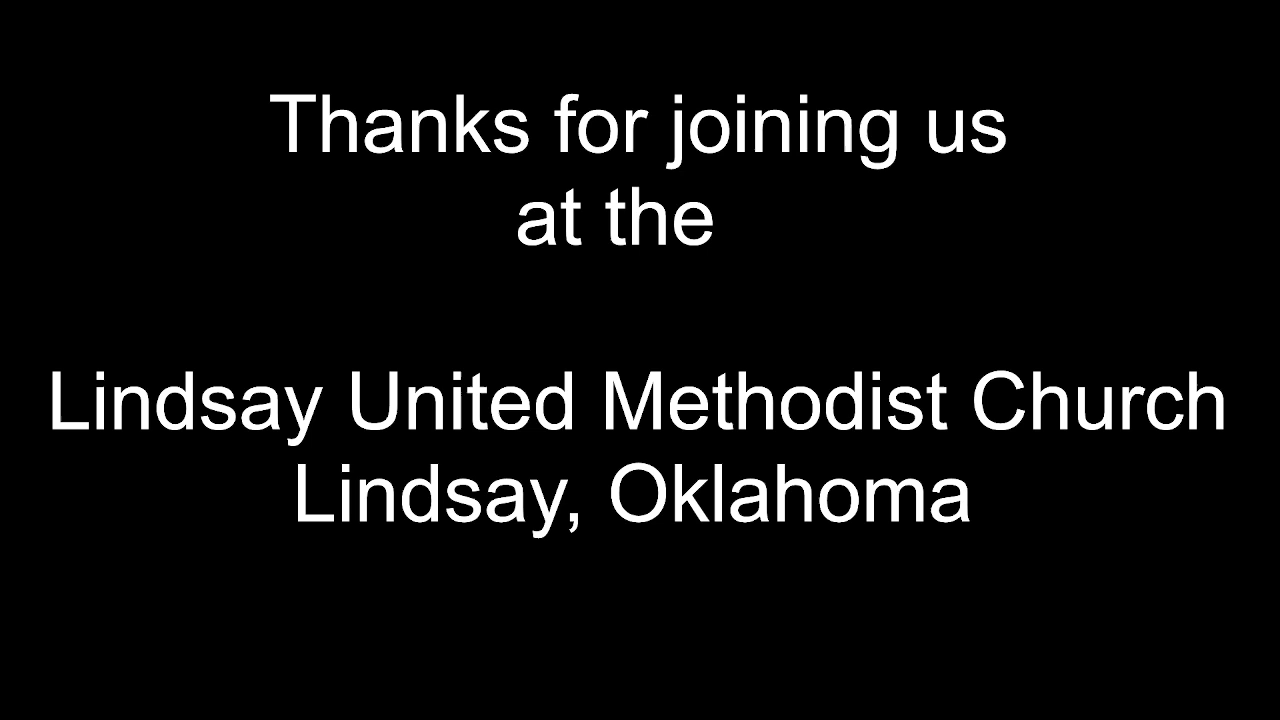 Thanks for joining us
at the
Lindsay United Methodist Church
Lindsay, Oklahoma